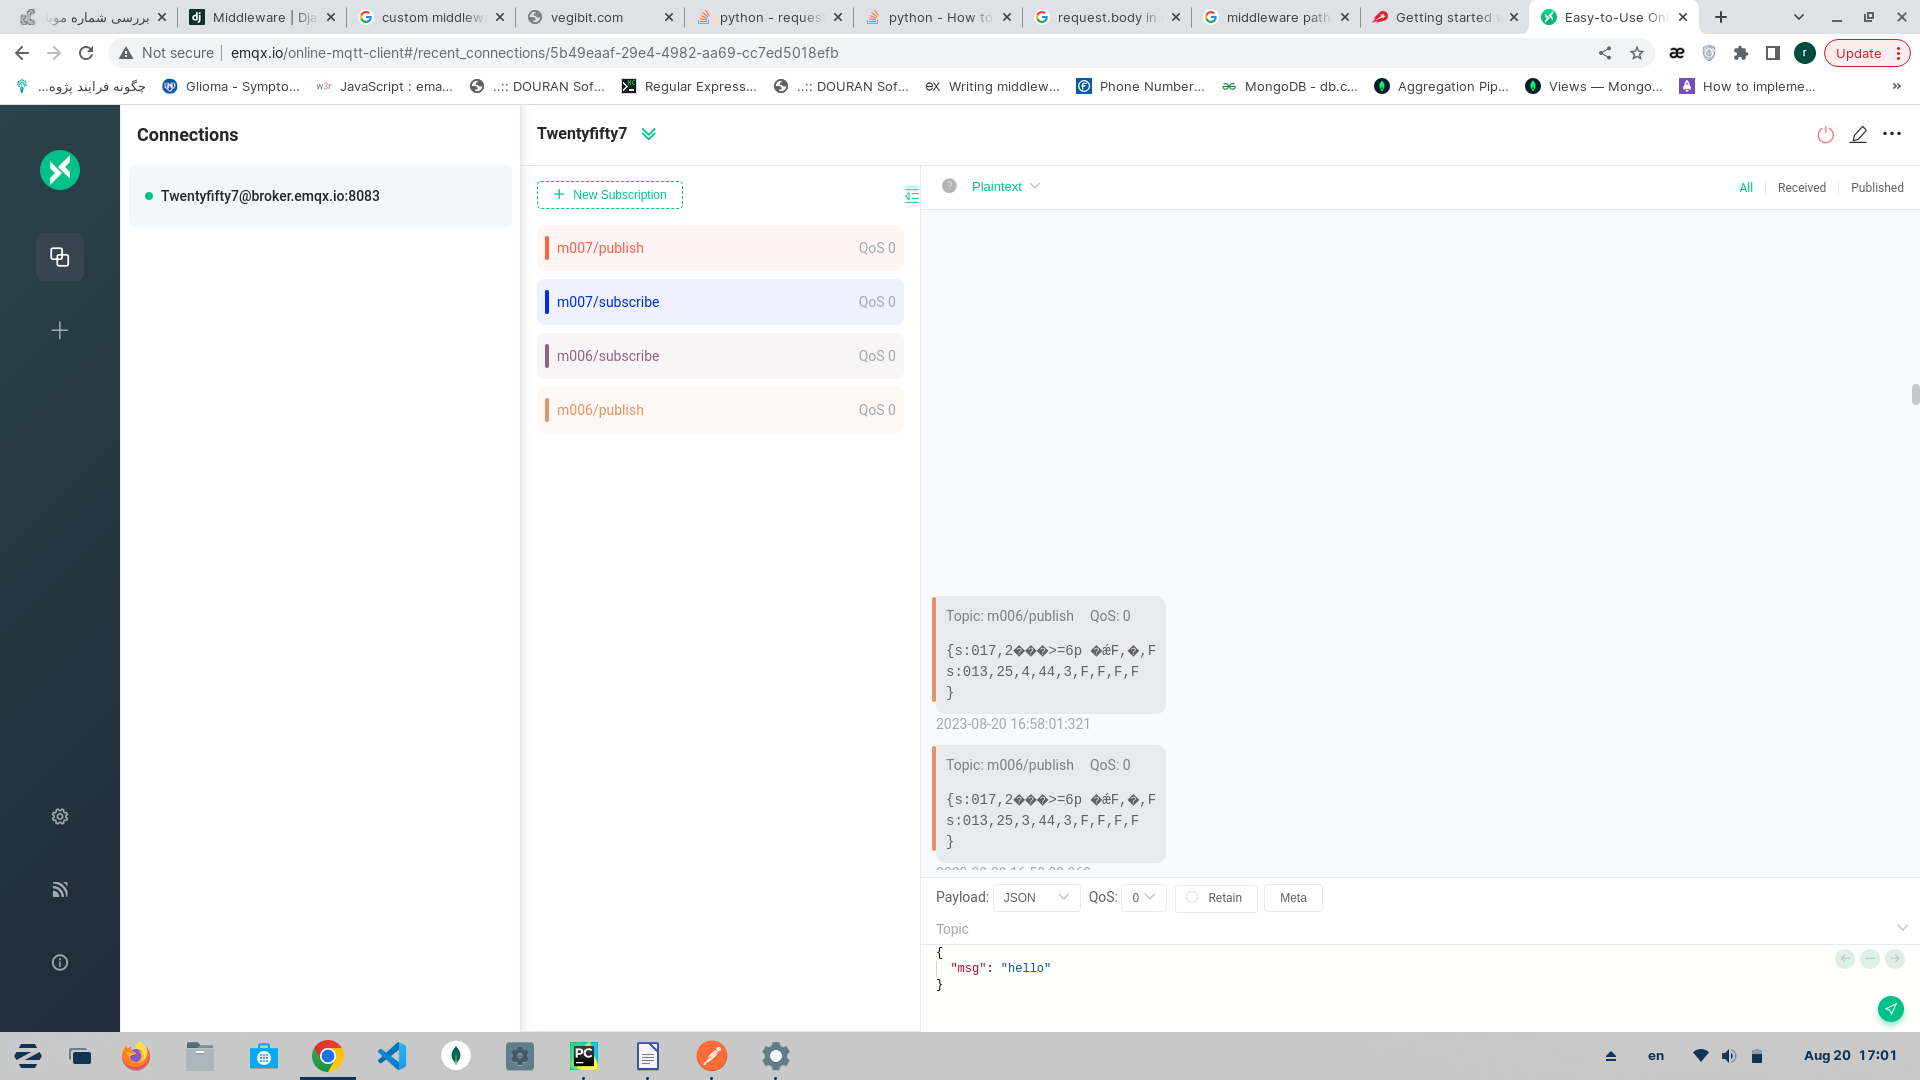 بررسی شماره موبا
Middleware | Dja
custom middlew
vegibit.com
python - reques
python - How to
request.body in
middleware path
Getting started w
Easy-to-Use Onl
Not secure
emqx.io/online-mqtt-client#/recent_connections/5b49eaaf-29e4-4982-aa69-cc7ed5018efb
r
Update
چگونه فرایند پژوه...
Glioma - Sympto...
JavaScript : ema...
..:: DOURAN Sof...
Regular Express...
..:: DOURAN Sof...
Writing middlew...
Phone Number...
MongoDB - db.c...
Aggregation Pip...
Views — Mongo...
How to impleme...
»
Connections
Twentyfifty7
Twentyfifty7@broker.emqx.io:8083
New Subscription
Plaintext
All
Received
Published
m007/publish QoS 0
m007/subscribe QoS 0
m006/subscribe QoS 0
m006/publish QoS 0
Topic: m006/publish QoS: 0
{s:017,2���>=6p �ǽF,�,F
s:013,25,4,44,3,F,F,F,F
}
2023-08-20 16:58:01:321
Topic: m006/publish QoS: 0
{s:017,2���>=6p �ǽF,�,F
s:013,25,3,44,3,F,F,F,F
}
Payload: JSON QoS: 0 Retain Meta
Topic
{
"msg": "hello"
}
en
Aug 20 17:01